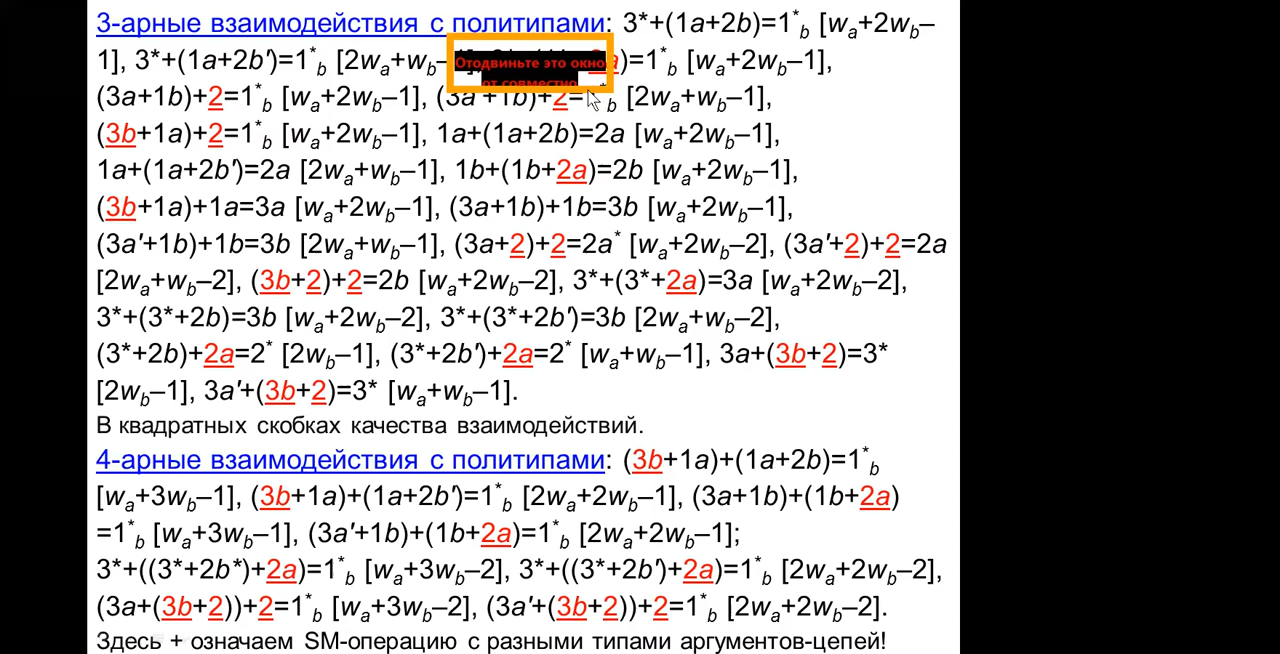 3-арные взаимодействия с политипами: 3*+(1a+2b)=1*b [wa+2wb–
1], 3*+(1a+2b′)=1*b [2wa+wb– a)=1*b [wa+2wb–1],
Отодвиньте это окно
от совместно
(3a+1b)+2=1*b [wa+2wb–1], (3a′+1b)+2= *b [2wa+wb–1],
(3b+1a)+2=1*b [wa+2wb–1], 1a+(1a+2b)=2a [wa+2wb–1],
1a+(1a+2b′)=2a [2wa+wb–1], 1b+(1b+2a)=2b [wa+2wb–1],
(3b+1a)+1a=3a [wa+2wb–1], (3a+1b)+1b=3b [wa+2wb–1],
(3a′+1b)+1b=3b [2wa+wb–1], (3a+2)+2=2a* [wa+2wb–2], (3a′+2)+2=2a
[2wa+wb–2], (3b+2)+2=2b [wa+2wb–2], 3*+(3*+2a)=3a [wa+2wb–2],
3*+(3*+2b)=3b [wa+2wb–2], 3*+(3*+2b′)=3b [2wa+wb–2],
(3*+2b)+2a=2* [2wb–1], (3*+2b′)+2a=2* [wa+wb–1], 3a+(3b+2)=3*
[2wb–1], 3a′+(3b+2)=3* [wa+wb–1].
В квадратных скобках качества взаимодействий.
4-арные взаимодействия с политипами: (3b+1a)+(1a+2b)=1*b
[wa+3wb–1], (3b+1a)+(1a+2b′)=1*b [2wa+2wb–1], (3a+1b)+(1b+2a)
=1*b [wa+3wb–1], (3a′+1b)+(1b+2a)=1*b [2wa+2wb–1];
3*+((3*+2b*)+2a)=1*b [wa+3wb–2], 3*+((3*+2b′)+2a)=1*b [2wa+2wb–2],
(3a+(3b+2))+2=1*b [wa+3wb–2], (3a′+(3b+2))+2=1*b [2wa+2wb–2].
Здесь + означаем SM-операцию с разными типами аргументов-цепей!